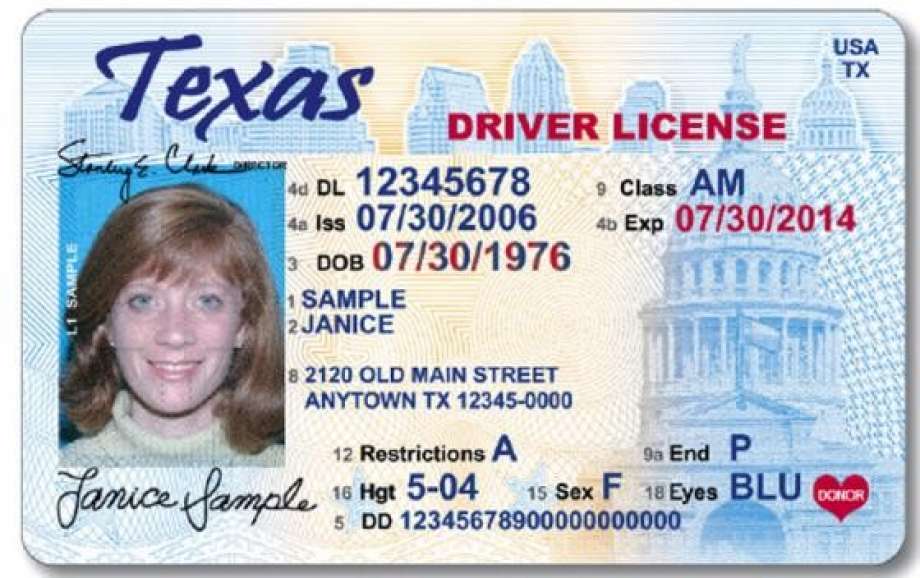 Texas
USA
TX
DRIVER LICENSE
Stanley E. Clark DIRECTOR
4d DL 12345678 9 Class AM
4a Iss 07/30/2006 4b Exp 07/30/2014
3 DOB 07/30/1976
L1 SAMPLE
1 SAMPLE
2 JANICE
8 2120 OLD MAIN STREET
ANYTOWN TX 12345-0000
12 Restrictions A 9a End P
16 Hgt 5-04 15 Sex F 18 Eyes BLU DONOR
5 DD 12345678900000000000
Janice Sample